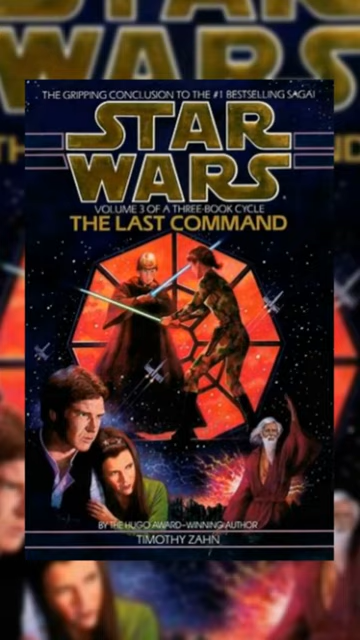 THE GRIPPING CONCLUSION TO THE #1 BESTSELLING SAGA!
STAR
WARS
VOLUME 3 OF A THREE-BOOK CYCLE
THE LAST COMMAND
BY THE HUGO AWARD-WINNING AUTHOR
TIMOTHY ZAHN